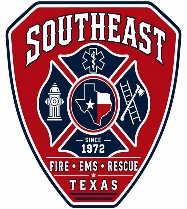 SOUTHEAST
SINCE
1972
FIRE • EMS • RESCUE
TEXAS